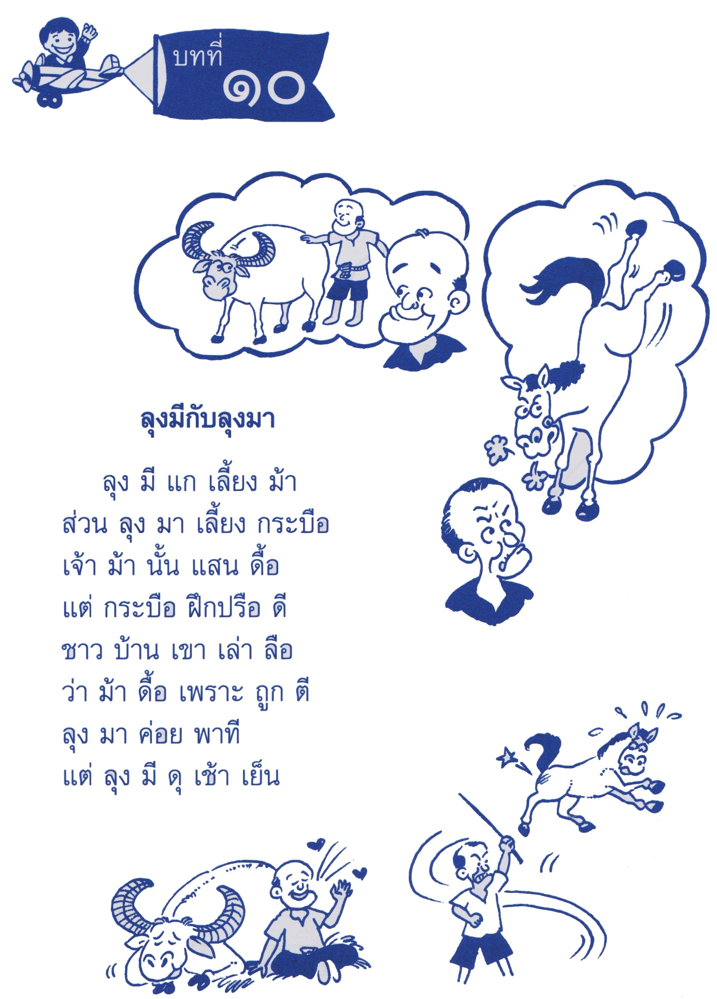 บทที่
๑๐
ลุงมีกับลุงมา
ลุง มี แก เลี้ยง ม้า
ส่วน ลุง มา เลี้ยง กระบือ
เจ้า ม้า นั้น แสน ดื้อ
แต่ กระบือ ฝึกปรือ ดี
ชาว บ้าน เขา เล่า ลือ
ว่า ม้า ดื้อ เพราะ ถูก ตี
ลุง มา ค่อย พาที
แต่ ลุง มี ดุ เช้า เย็น